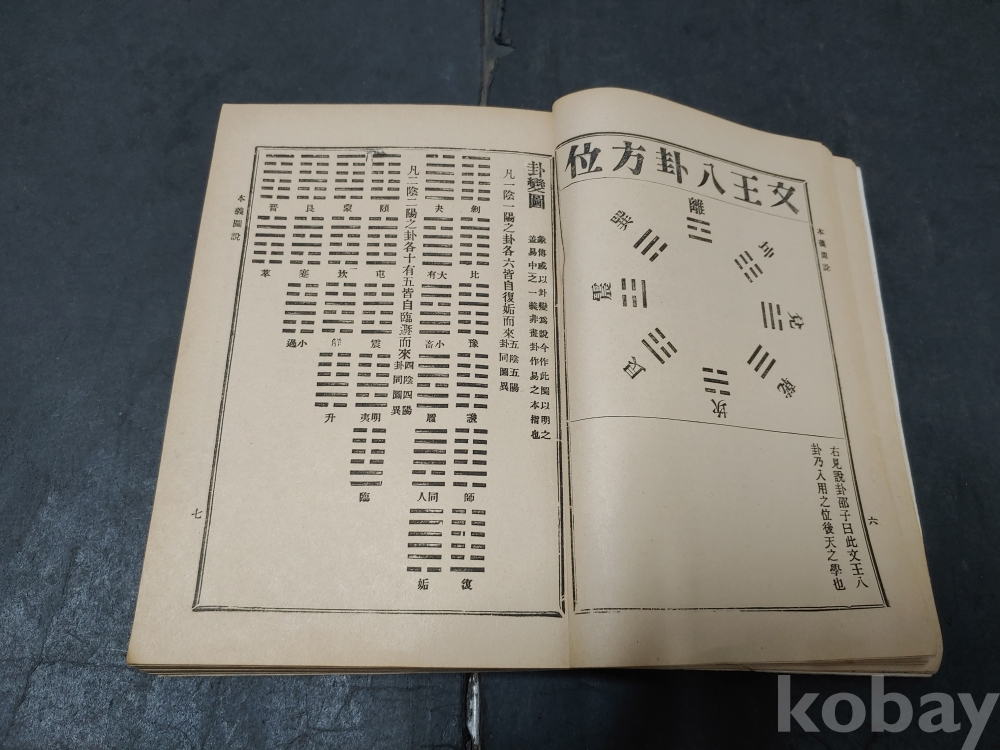 文王八卦方位
離
坤
兌
乾
坎
艮
震
巽
右見說卦邵子曰此文王八
卦乃入用之位後天之學也
本義圖說
六
卦變圖
彖傳或以卦變爲說今作此圖以明之
蓋易中之一義非畫卦作易之本指也
凡一陰一陽之卦各六皆自復姤而來
五陰五陽
卦同圖異
剝
比
豫
謙
師
復
夬
大有
小畜
履
同人
姤
凡二陰二陽之卦各十有五皆自臨遯而來
四陰四陽
卦同圖異
頤
屯
震
明夷
臨
蒙
坎
解
升
艮
蹇
小過
晉
萃
本義圖說
七
kobay